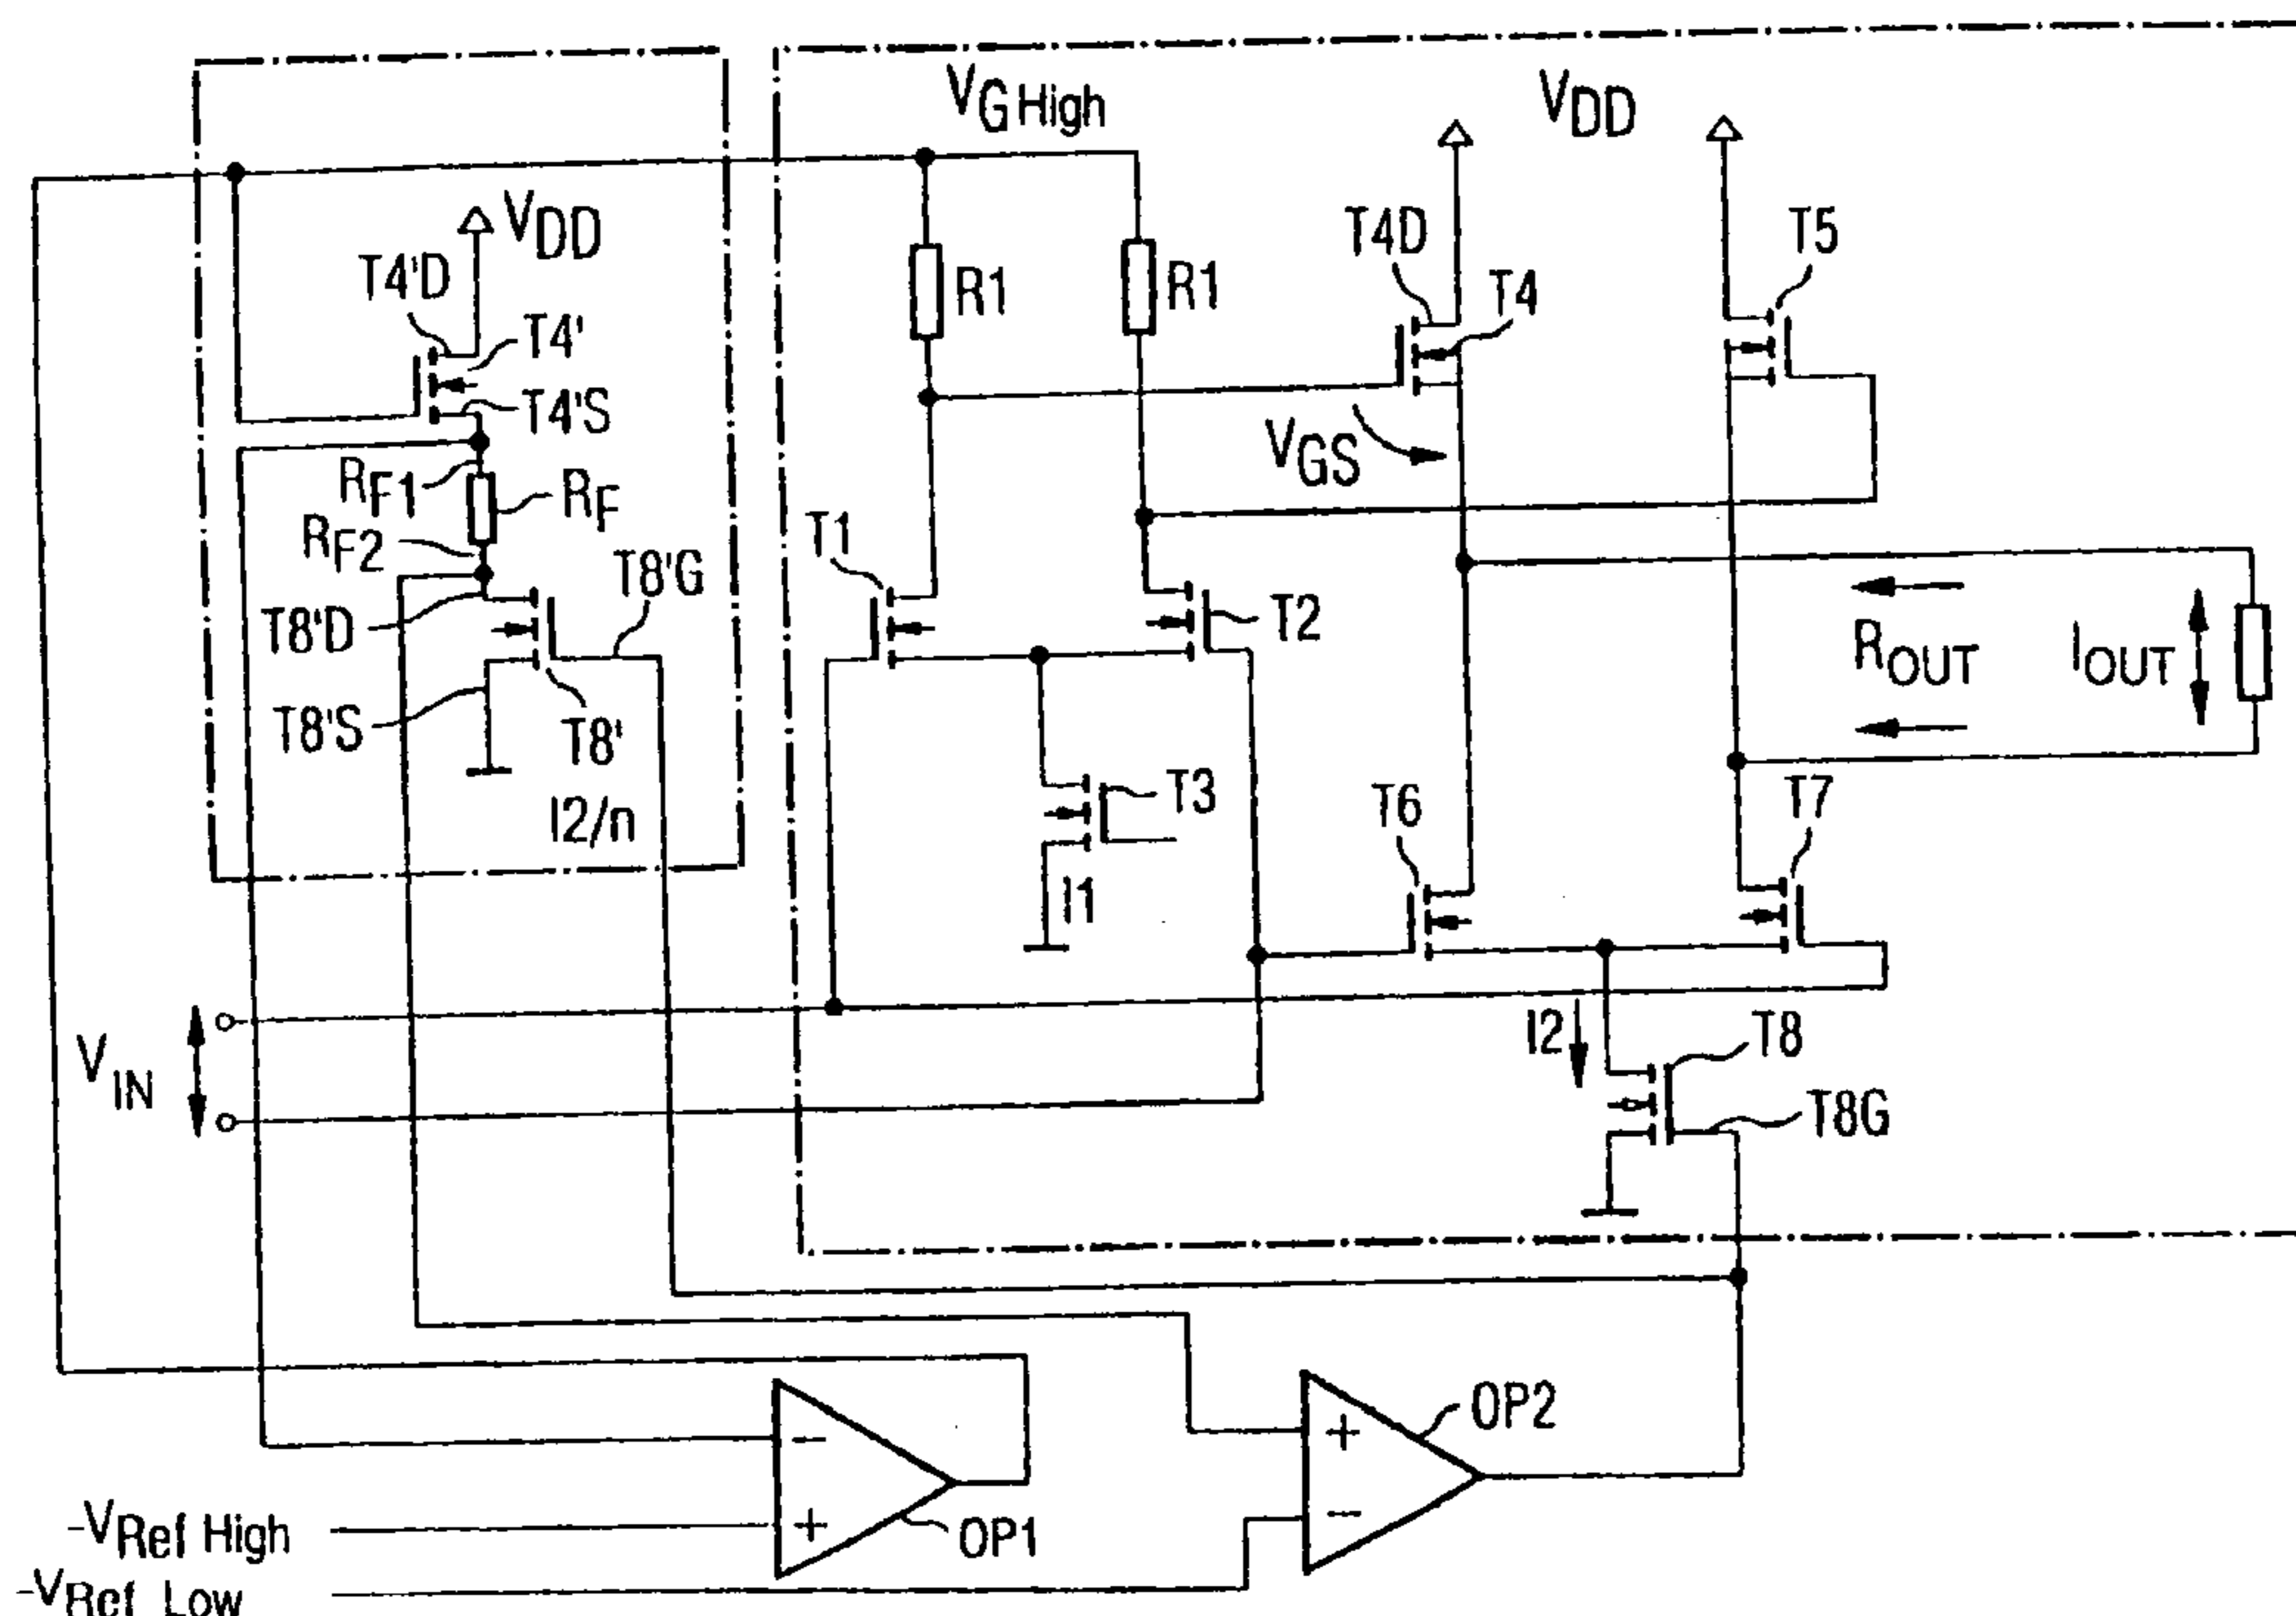 VG High
VDD
VDD
T4'D
T4'
T4'S
RF1
RF
RF2
T8'G
T8'D
T8'S
T8'
I2/n
R1
R1
T4D
T4
T5
VGS
T1
T2
ROUT
IOUT
T3
I1
T6
T7
VIN
I2
T8
T8G
OP1
OP2
−
+
+
−
-VRef High
-VRef Low